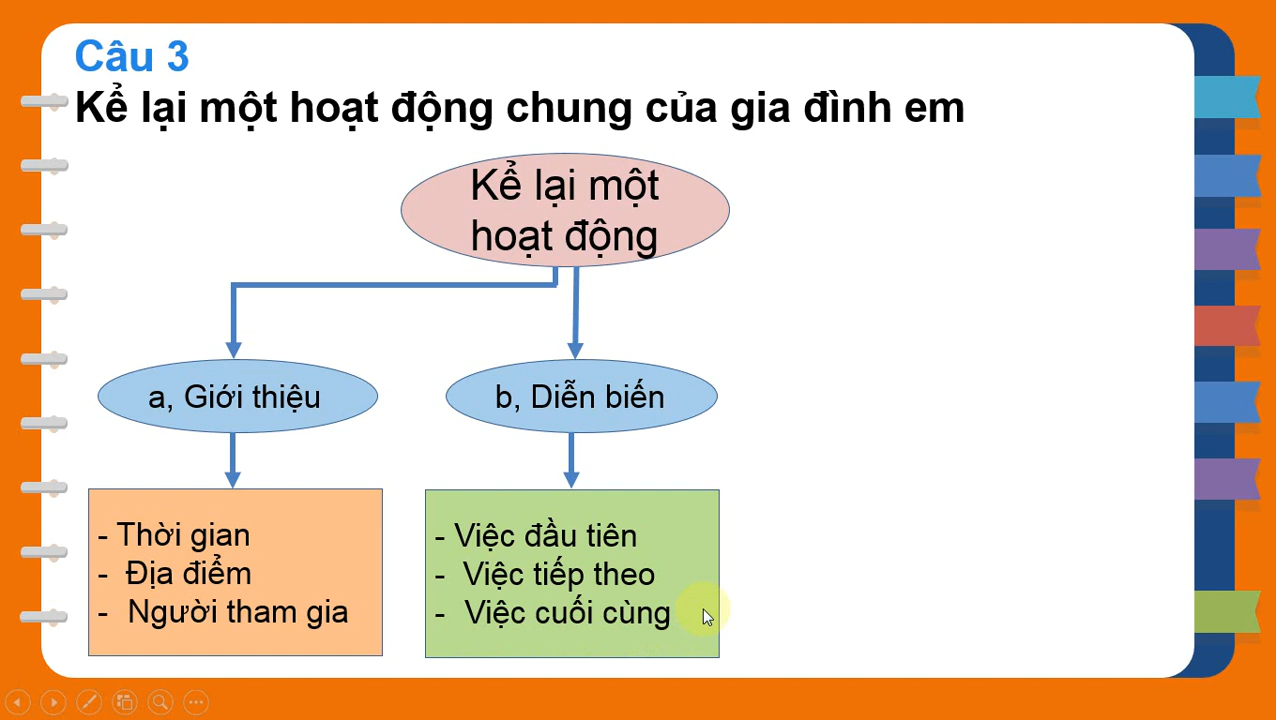 Câu 3
Kể lại một hoạt động chung của gia đình em
Kể lại một
hoạt động
a, Giới thiệu
b, Diễn biến
- Thời gian
- Địa điểm
- Người tham gia
- Việc đầu tiên
- Việc tiếp theo
- Việc cuối cùng